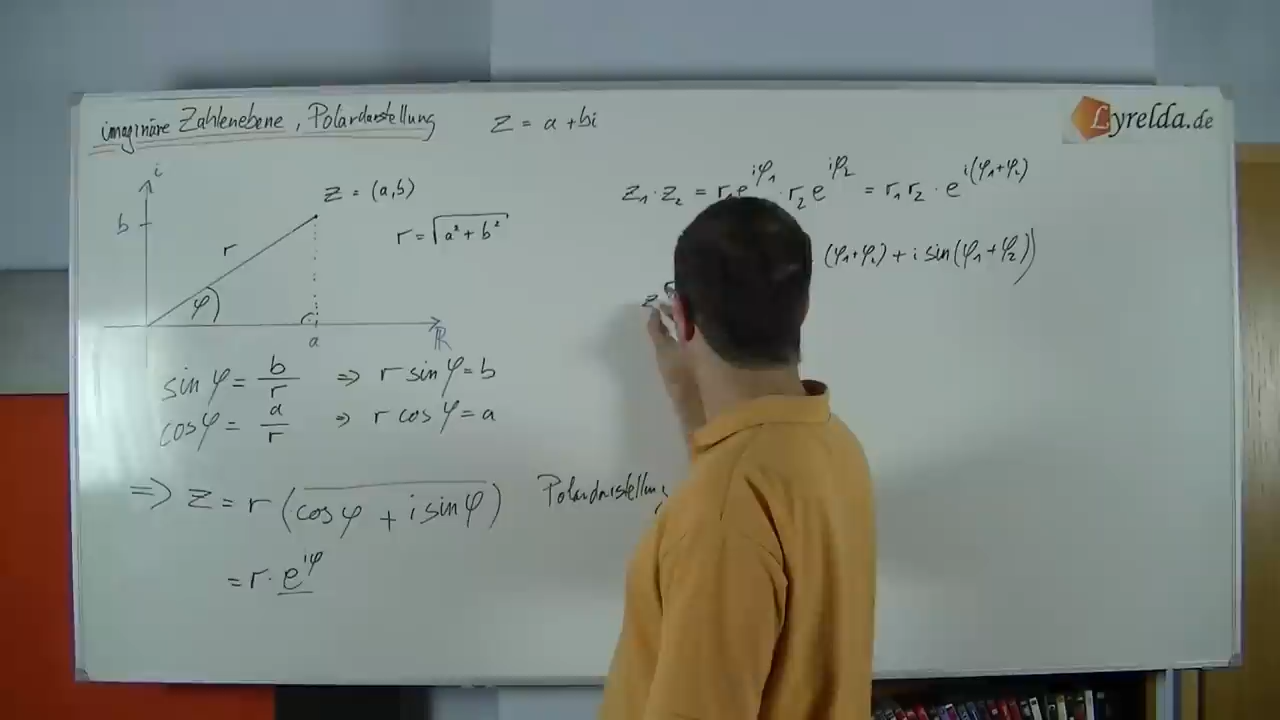 imaginäre Zahlenebene, Polardarstellung z = a + bi
Lyrelda.de
i
z = (a,b)
b
r
r = √(a² + b²)
φ
a
ℝ
sin φ = b/r ⇒ r sin φ = b
cos φ = a/r ⇒ r cos φ = a
⇒ z = r (cos φ + i sin φ) Polardarstellung
= r · e^{iφ}
z₁ · z₂ = r₁e^{iφ₁} · r₂e^{iφ₂} = r₁r₂ · e^{i(φ₁+φ₂)}
(φ₁+φ₂) + i sin(φ₁+φ₂))
z